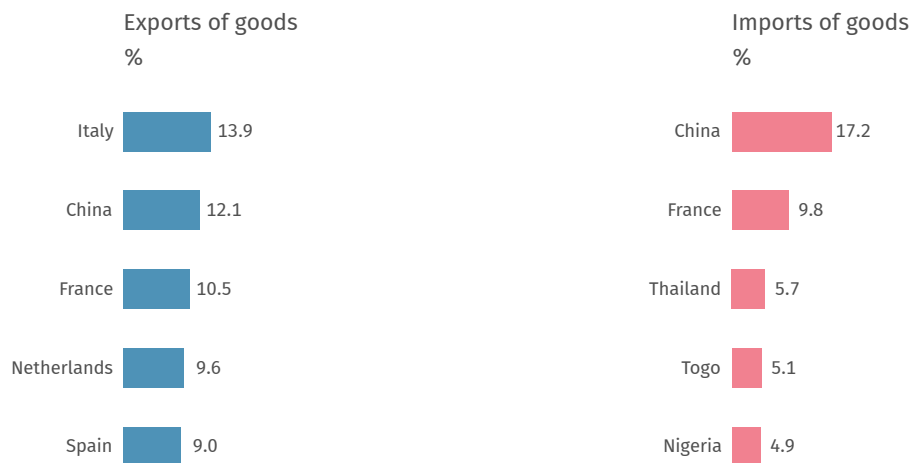 Exports of goods
%
Italy 13.9
China 12.1
France 10.5
Netherlands 9.6
Spain 9.0
Imports of goods
%
China 17.2
France 9.8
Thailand 5.7
Togo 5.1
Nigeria 4.9